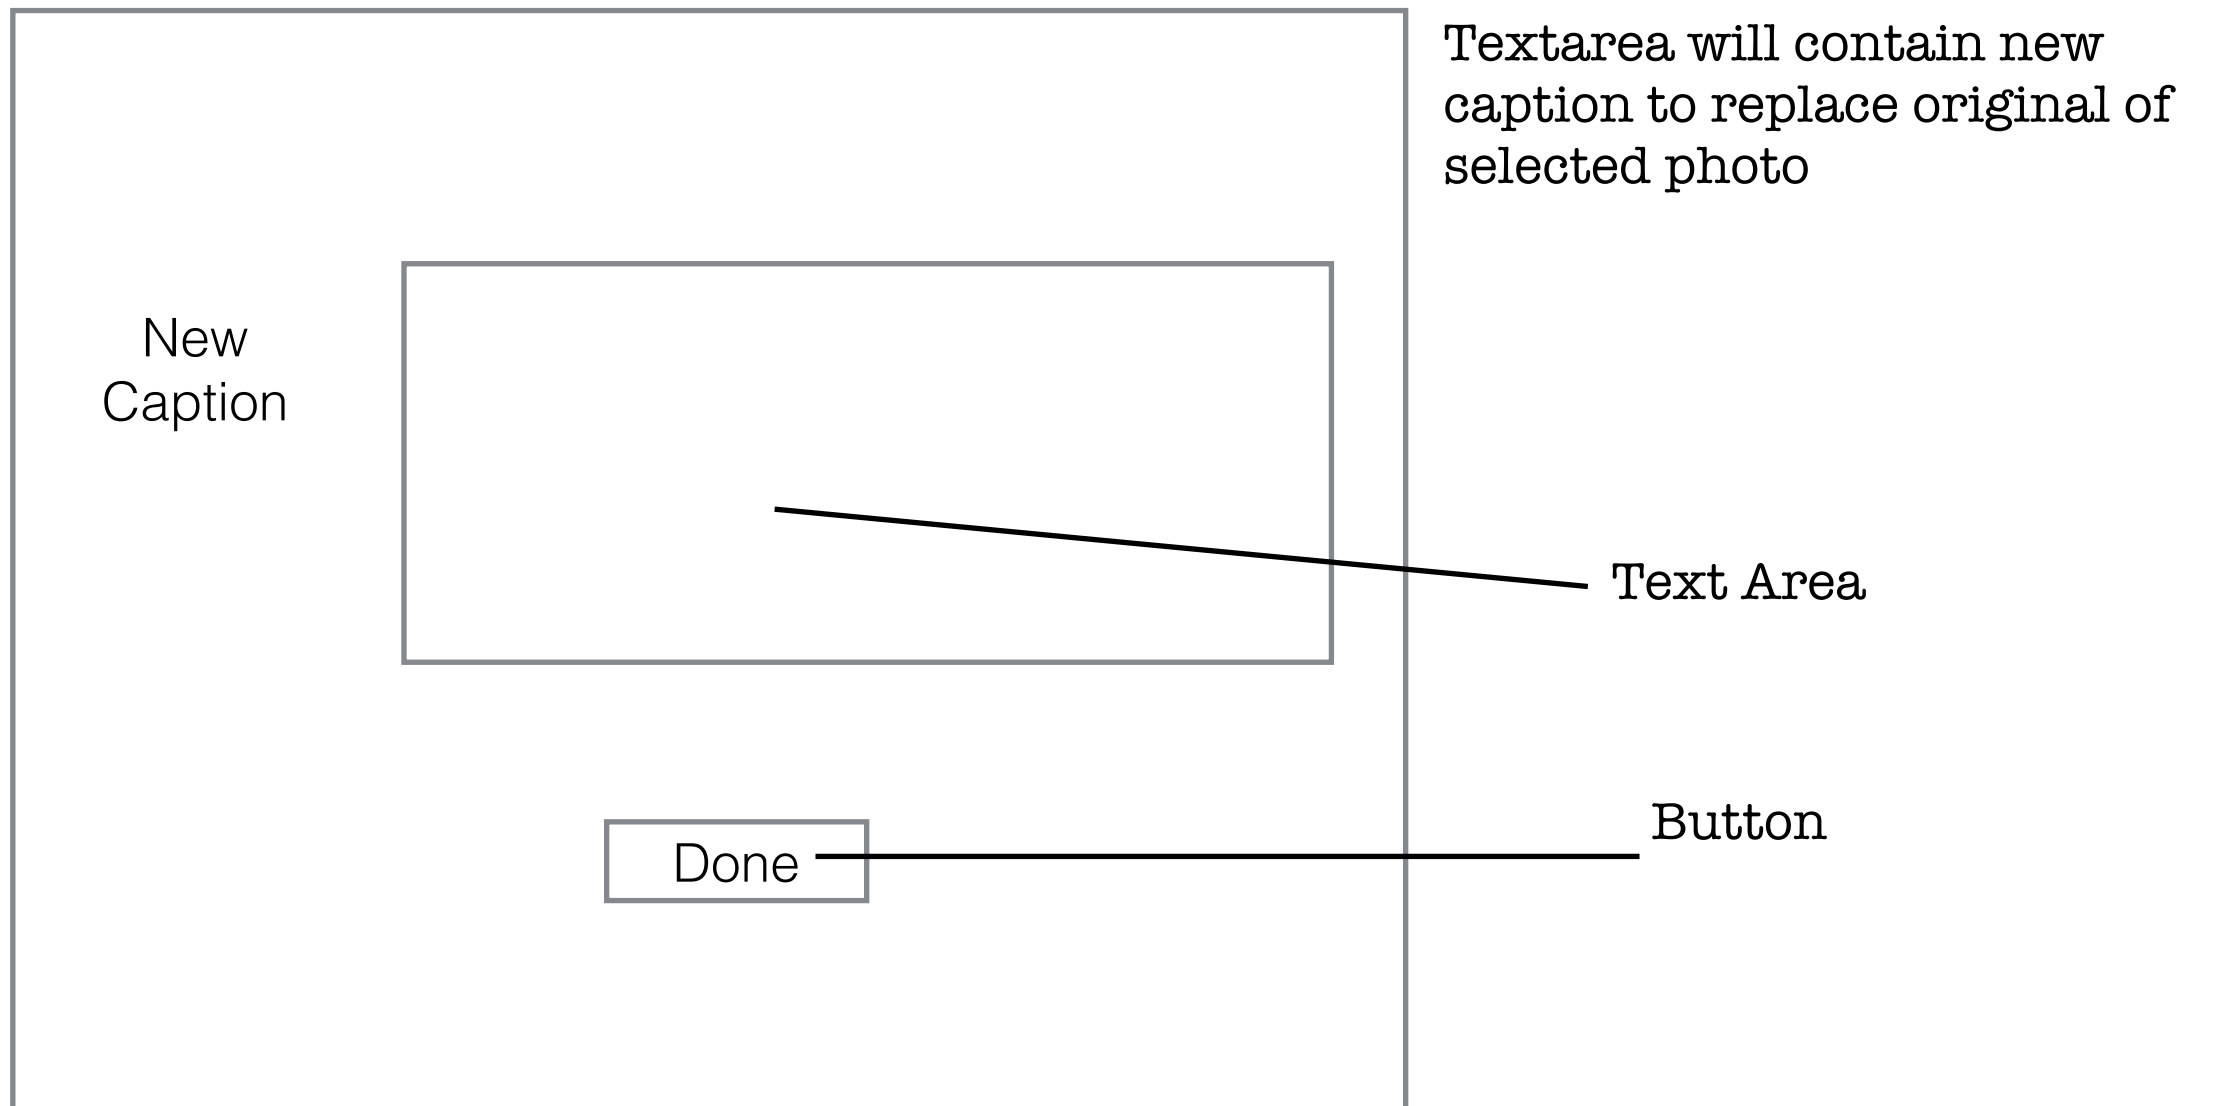 Textarea will contain new
caption to replace original of
selected photo
New
Caption
Text Area
Button
Done